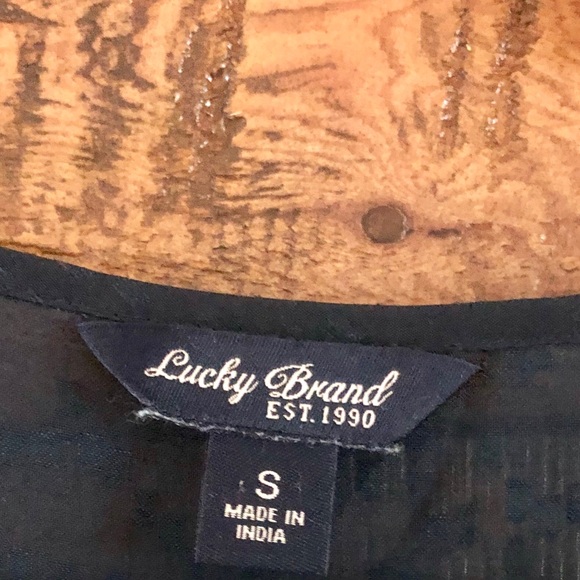 Lucky Brand
EST. 1990
S
MADE IN
INDIA